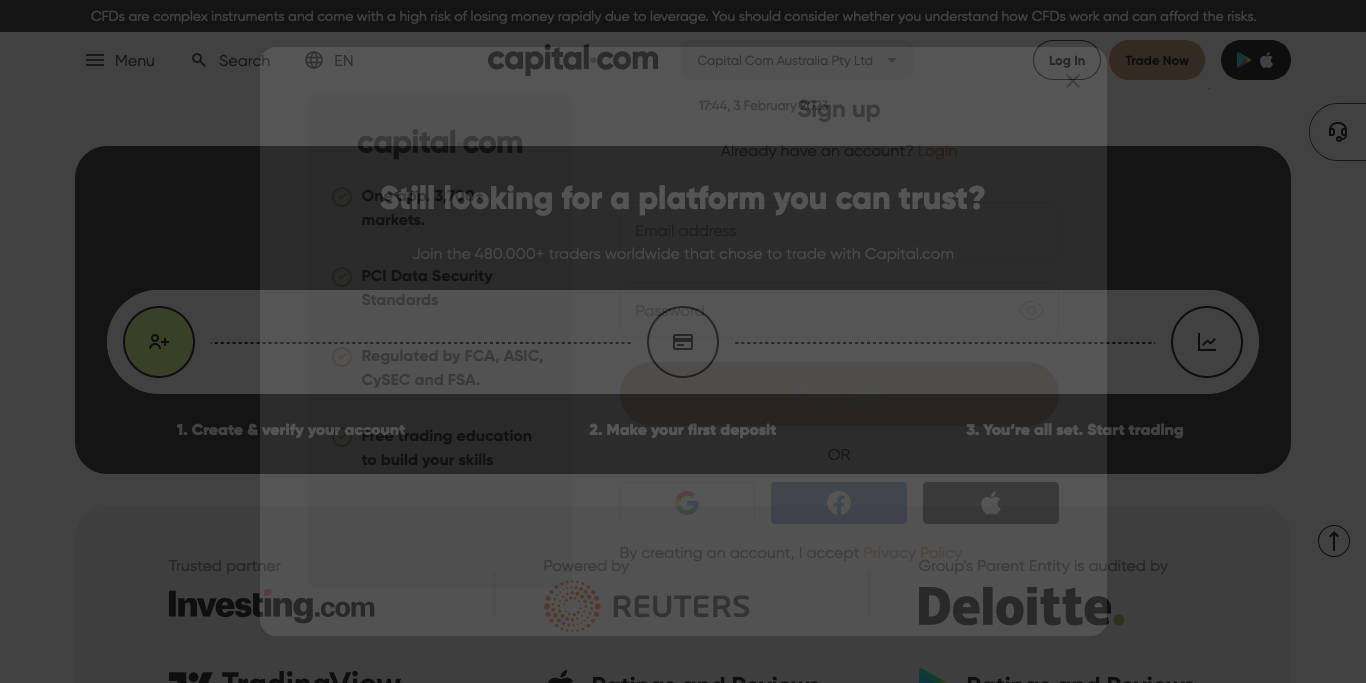 CFDs are complex instruments and come with a high risk of losing money rapidly due to leverage. You should consider whether you understand how CFDs work and can afford the risks.
Menu
Search
EN
capital.com
Capital Com Australia Pty Ltd
Log In
Trade Now
17:44, 3 February
Sign up
capital.com
Already have an account? Login
Still looking for a platform you can trust?
markets.
Email address
Join the 480.000+ traders worldwide that chose to trade with Capital.com
PCI Data Security
Standards
Password
Regulated by FCA, ASIC,
CySEC and FSA.
1. Create & verify your account
2. Make your first deposit
3. You're all set. Start trading
Free trading education
to build your skills
OR
By creating an account, I accept Privacy Policy
Trusted partner
Powered by
Group's Parent Entity is audited by
Investing.com
REUTERS
Deloitte.
TradingView
Ratings and Reviews
Ratings and Reviews